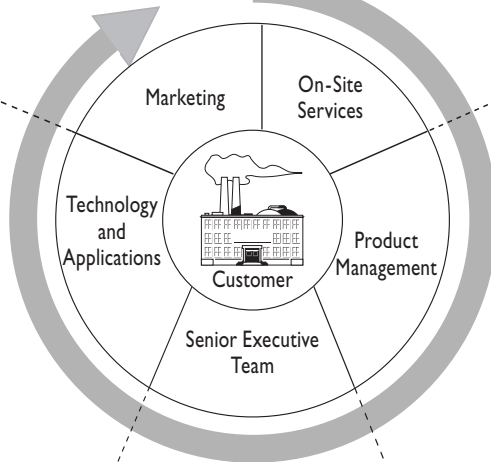 Marketing
On-Site
Services
Technology
and
Applications
Product
Management
Customer
Senior Executive
Team